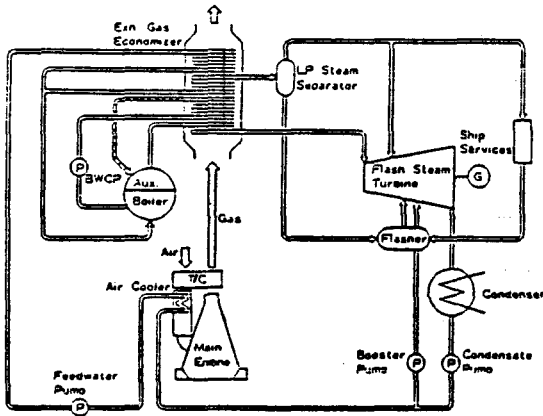 Exn Gas
Economizer
LP Steam
Separator
Ship
Services
P
BWCP
Aux.
Boiler
Flash Steam
Turbine
G
Gas
Flasher
Air
T/C
Air Cooler
Condenser
Main
Engine
Booster
Pump
P
P
Condensate
Pump
Feedwater
Pump
P